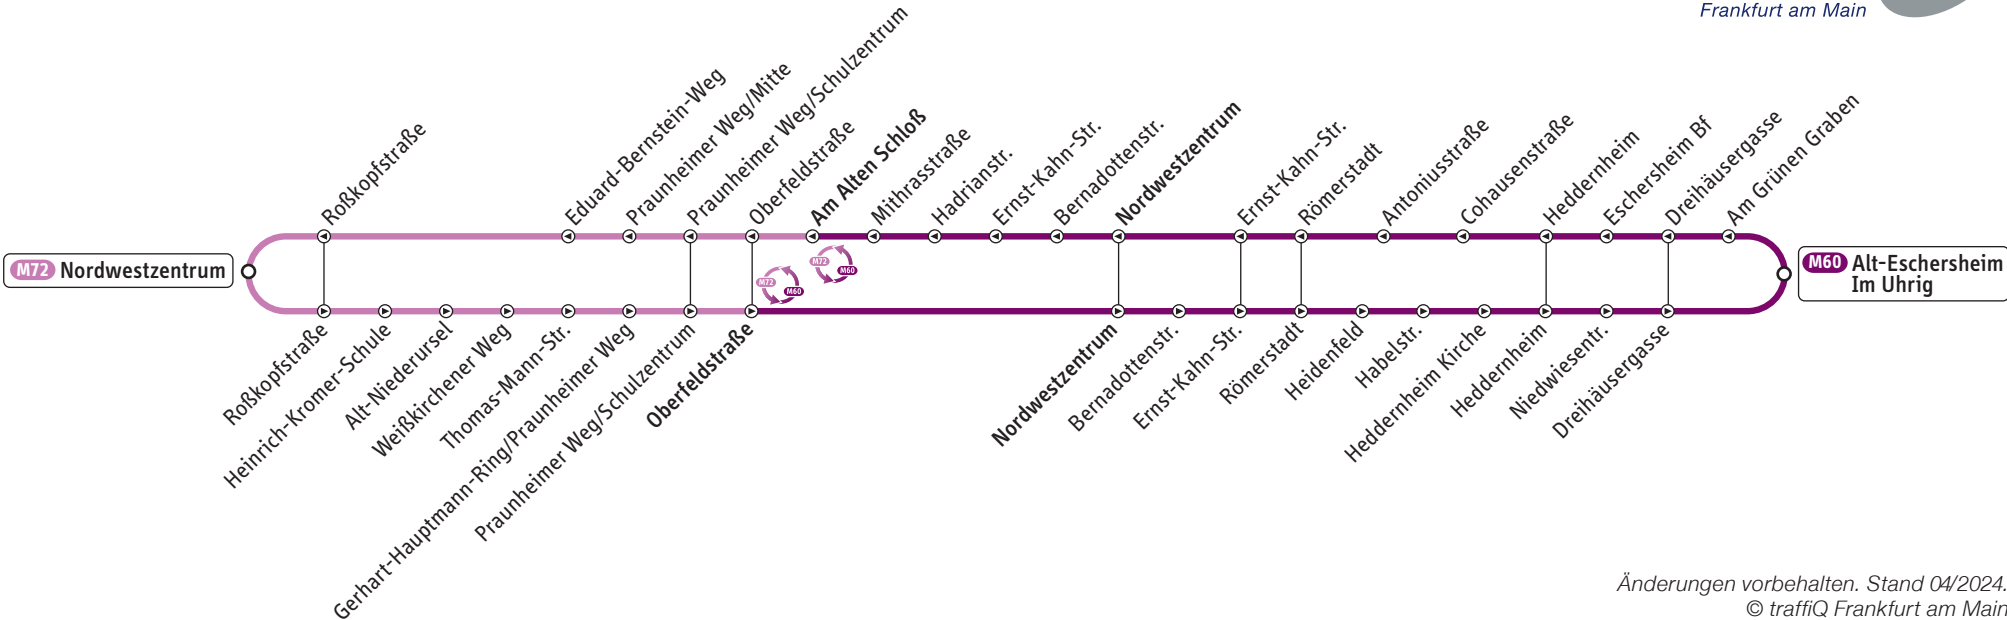 Frankfurt am Main
Roßkopfstraße
Eduard-Bernstein-Weg
Praunheimer Weg/Mitte
Praunheimer Weg/Schulzentrum
Oberfeldstraße
Am Alten Schloß
Mithrasstraße
Hadrianstr.
Ernst-Kahn-Str.
Bernadottenstr.
Nordwestzentrum
Ernst-Kahn-Str.
Römerstadt
Antoniusstraße
Cohausenstraße
Heddernheim
Eschersheim Bf
Dreihäusergasse
Am Grünen Graben
M72 Nordwestzentrum
M72
M60
M72
M60
M60 Alt-Eschersheim
Im Uhrig
Roßkopfstraße
Heinrich-Kromer-Schule
Alt-Niederursel
Weißkirchener Weg
Thomas-Mann-Str.
Gerhart-Hauptmann-Ring/Praunheimer Weg
Praunheimer Weg/Schulzentrum
Oberfeldstraße
Nordwestzentrum
Bernadottenstr.
Ernst-Kahn-Str.
Römerstadt
Heidenfeld
Habelstr.
Heddernheim Kirche
Heddernheim
Niedwiesentr.
Dreihäusergasse
Änderungen vorbehalten. Stand 04/2024.
© traffiQ Frankfurt am Main